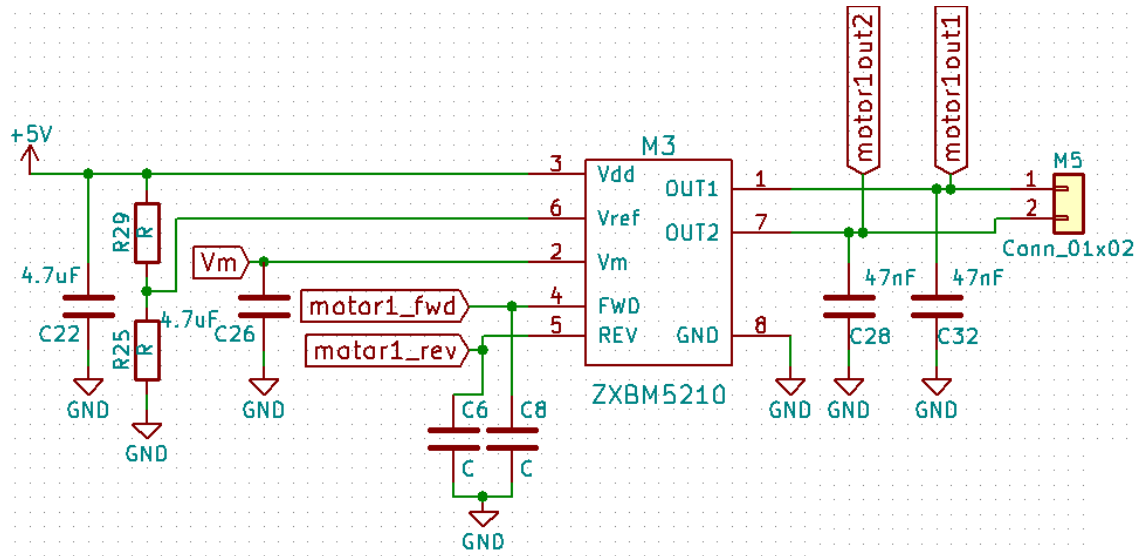 motor1out2
motor1out1
+5V
M3
M5
3
Vdd
OUT1
1
1
R29
R
6
Vref
2
OUT2
7
Conn_01x02
Vm
2
Vm
4.7uF
47nF
47nF
motor1_fwd
4
FWD
C22
R25
R
4.7uF
C26
motor1_rev
5
REV
GND
8
C28
C32
GND
GND
ZXBM5210
GND
GND
GND
GND
C6
C8
C
C
GND